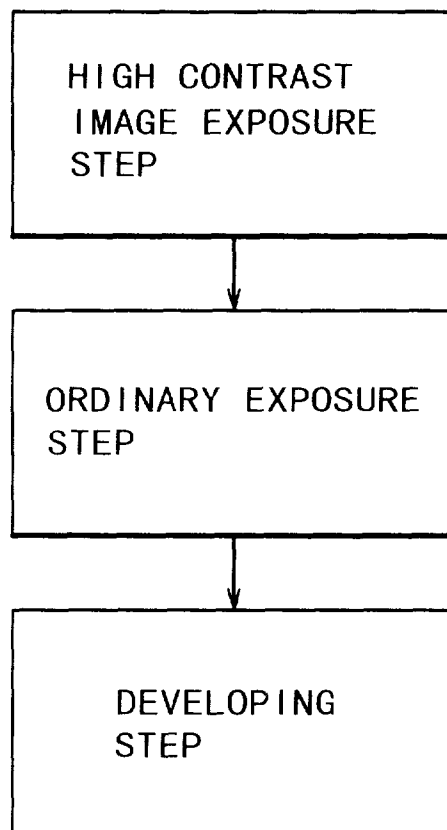 HIGH CONTRAST
IMAGE EXPOSURE
STEP
ORDINARY EXPOSURE
STEP
DEVELOPING
STEP